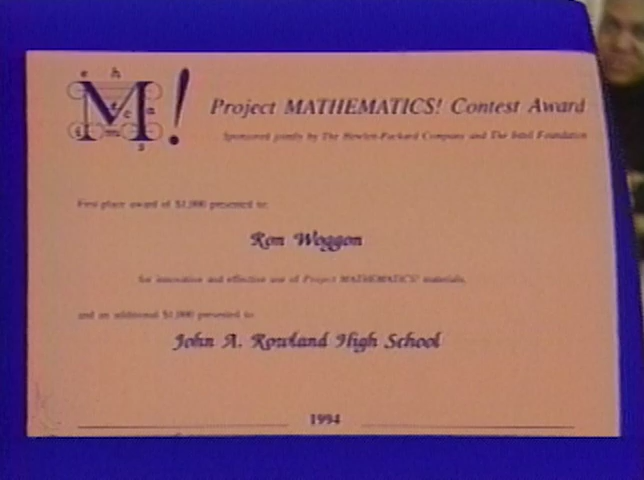 e h
M!
t c a
i m
s
Project MATHEMATICS! Contest Award
Sponsored jointly by The Hewlett-Packard Company and The Intel Foundation
First-place award of $1,000 presented to:
Ron Woggon
for innovative and effective use of Project MATHEMATICS! materials,
and an additional $1,000 presented to:
John A. Rowland High School
1994